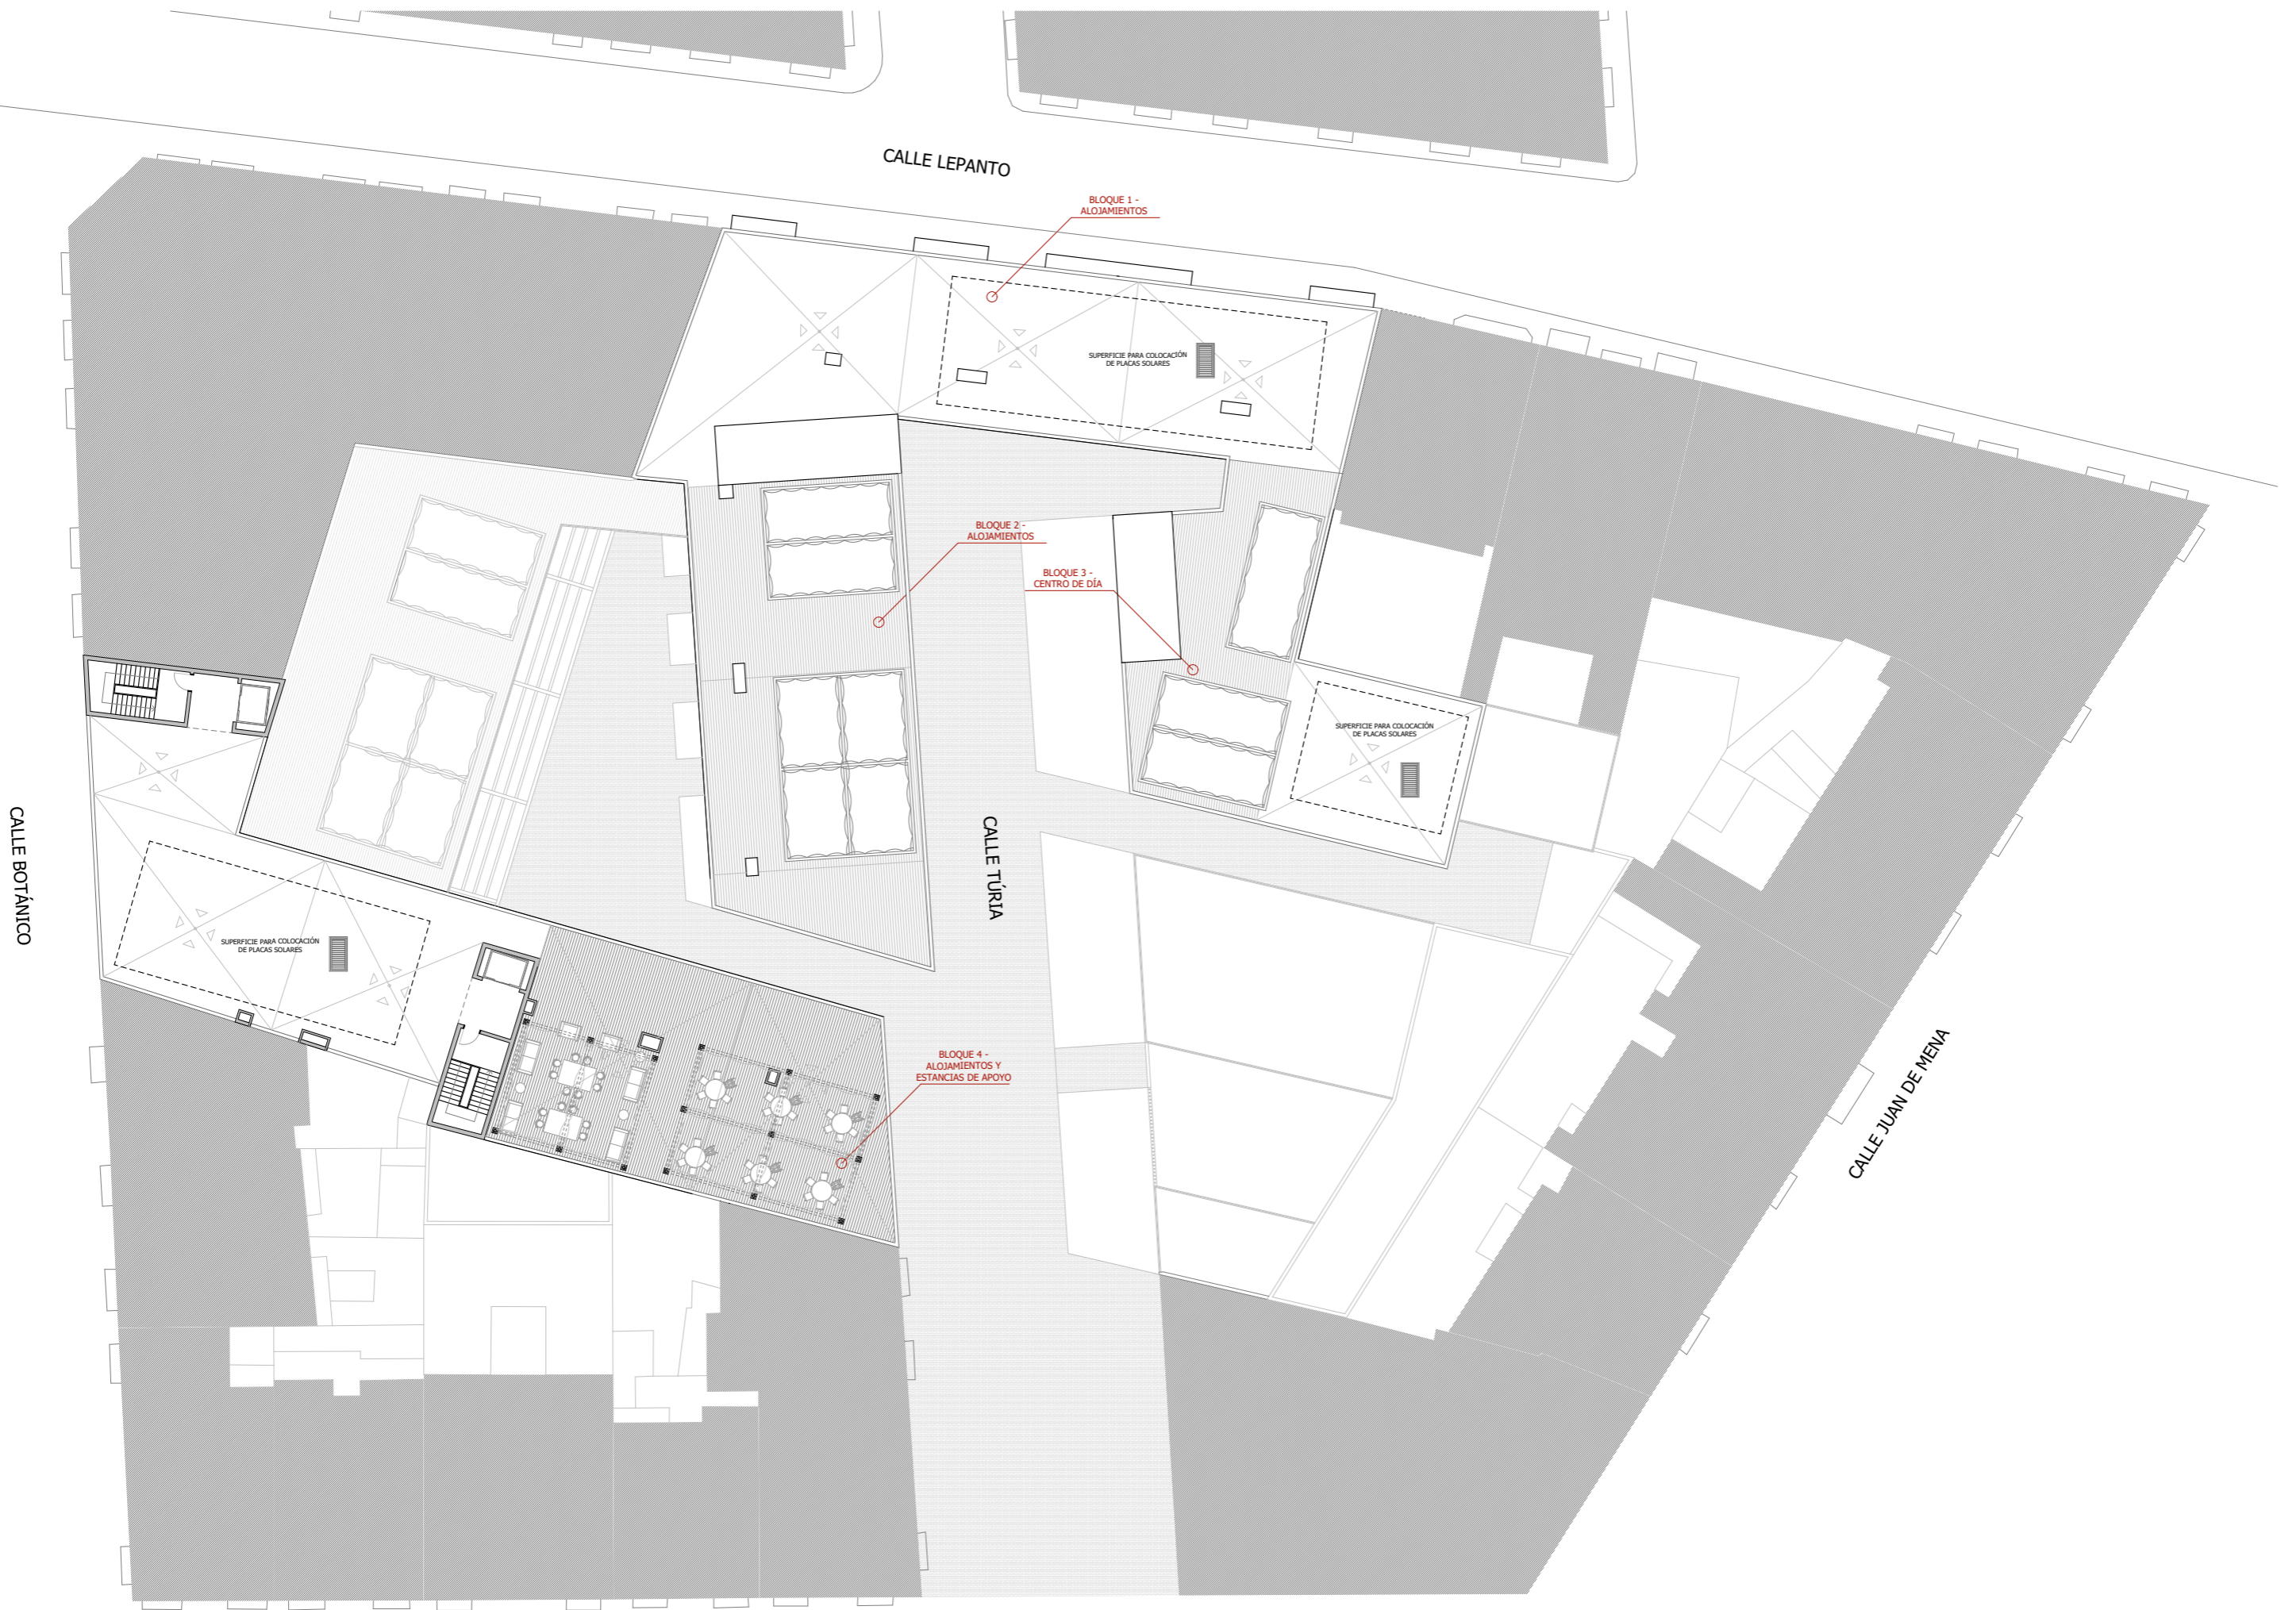 CALLE LEPANTO
BLOQUE 1 -
ALOJAMIENTOS
SUPERFICIE PARA COLOCACIÓN
DE PLACAS SOLARES
BLOQUE 2 -
ALOJAMIENTOS
BLOQUE 3 -
CENTRO DE DÍA
SUPERFICIE PARA COLOCACIÓN
DE PLACAS SOLARES
CALLE BOTÁNICO
CALLE TÚRIA
SUPERFICIE PARA COLOCACIÓN
DE PLACAS SOLARES
BLOQUE 4 -
ALOJAMIENTOS Y
ESTANCIAS DE APOYO
CALLE JUAN DE MENA